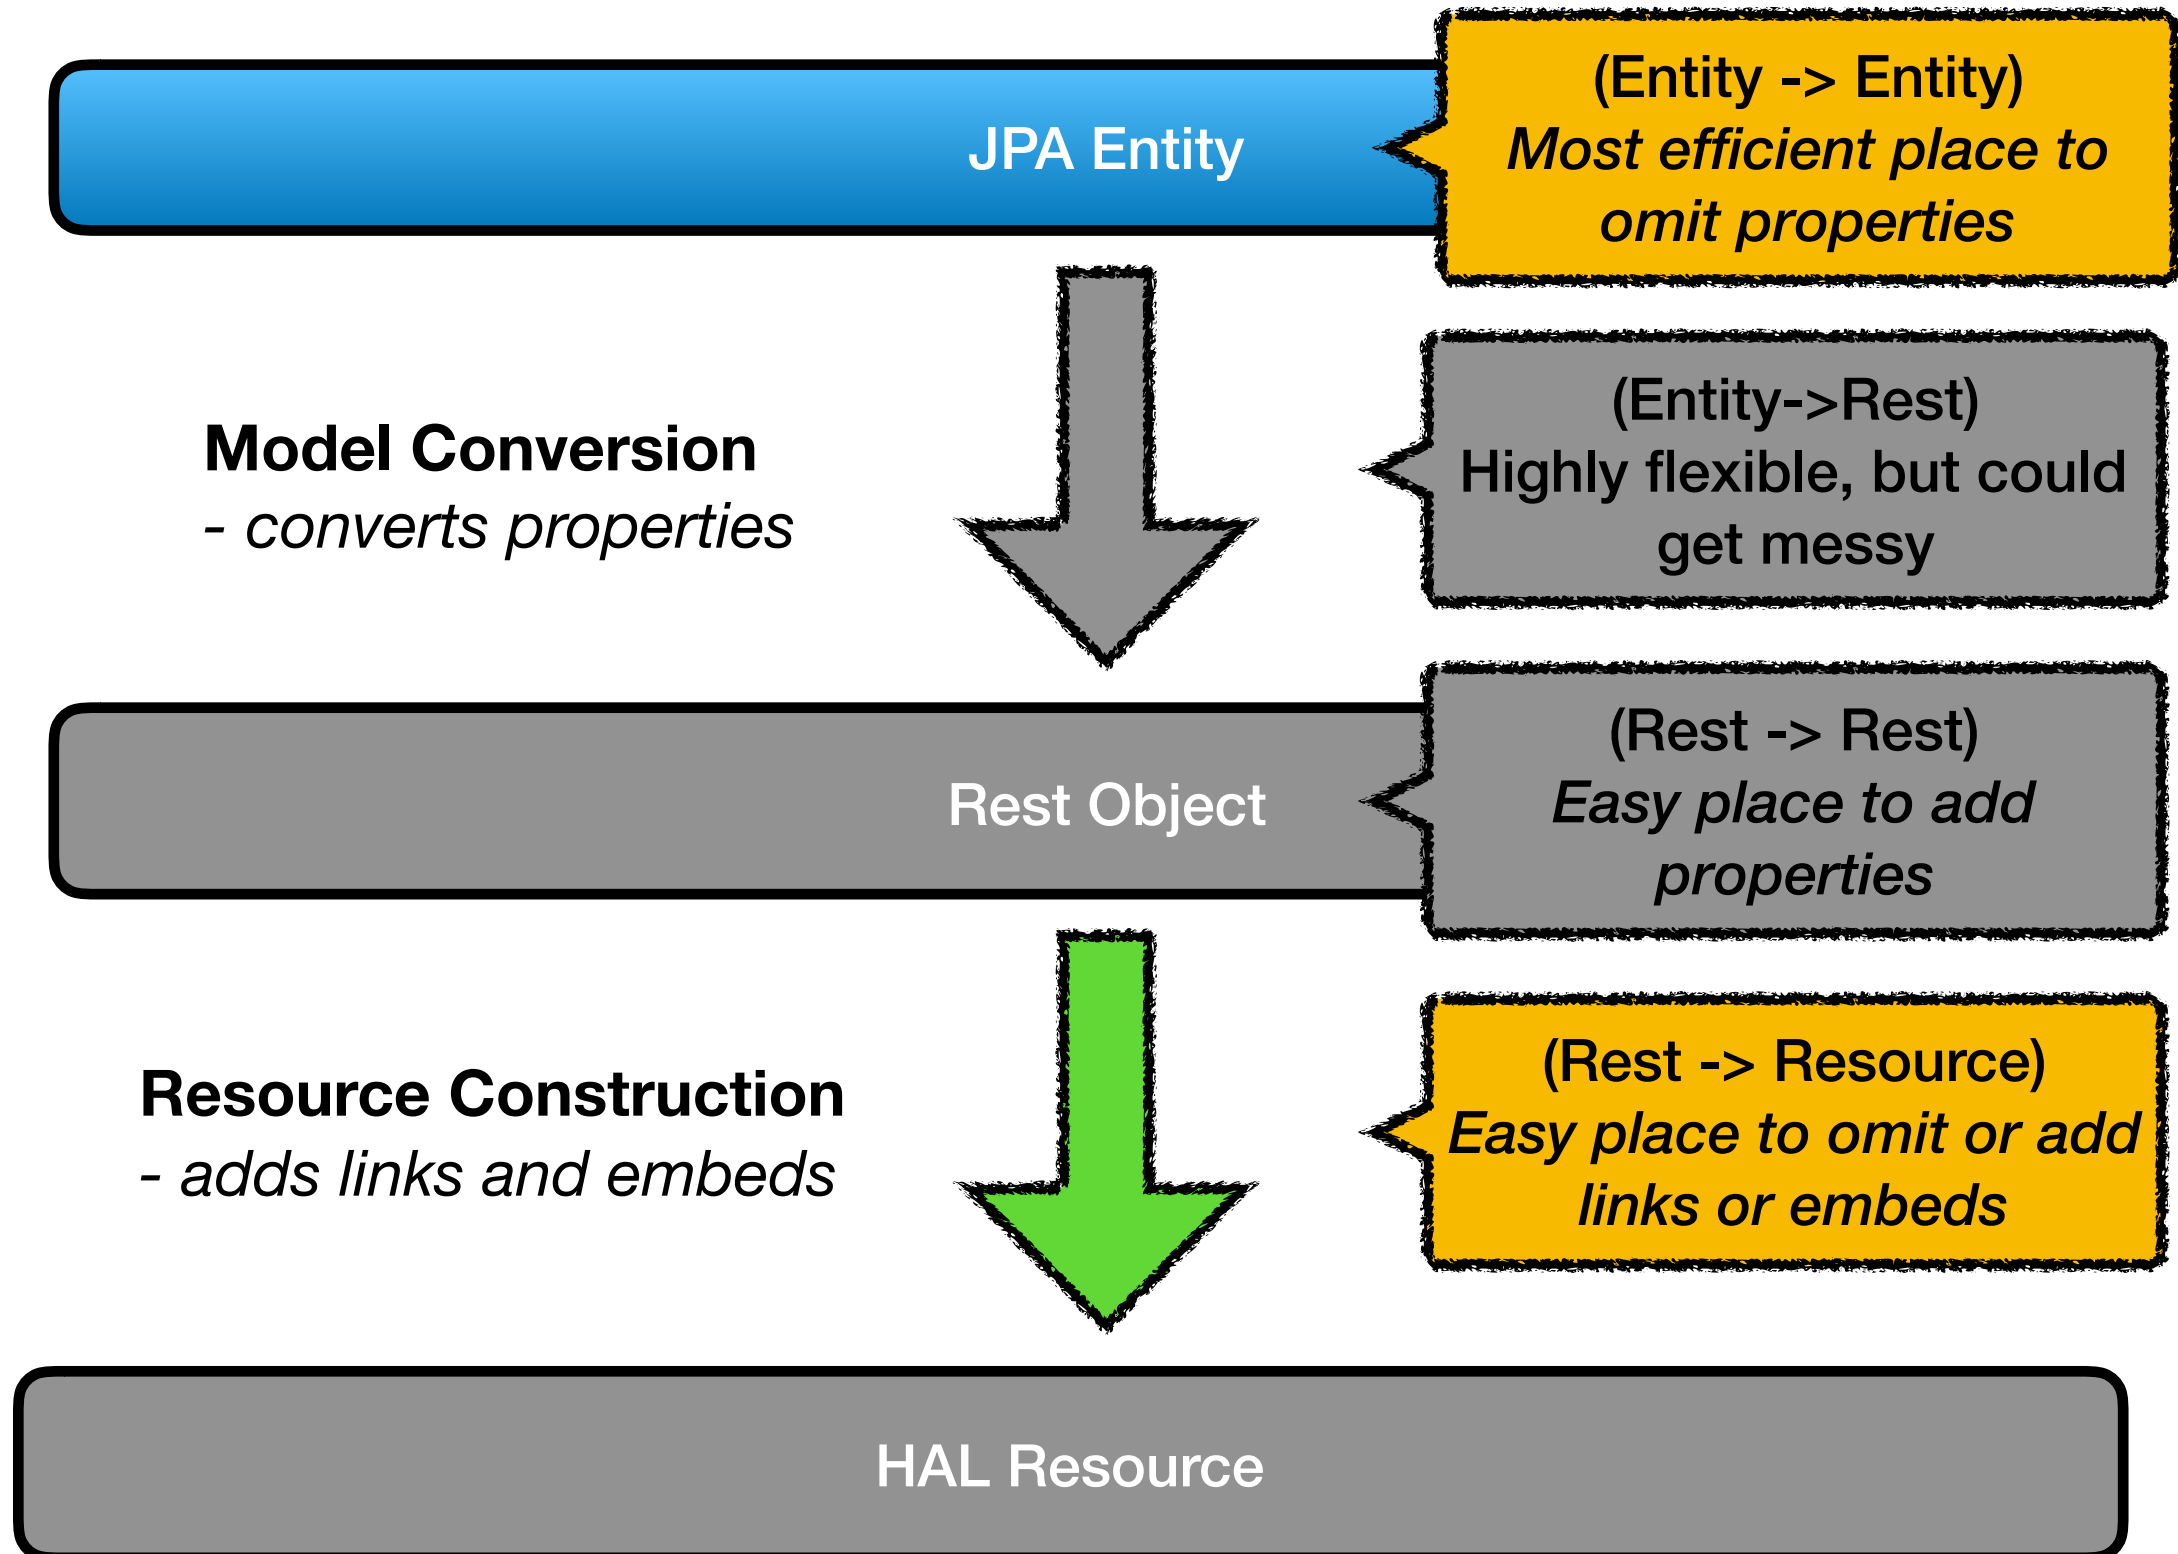 JPA Entity
(Entity -> Entity)
Most efficient place to
omit properties
Model Conversion
- converts properties
(Entity->Rest)
Highly flexible, but could
get messy
Rest Object
(Rest -> Rest)
Easy place to add
properties
Resource Construction
- adds links and embeds
(Rest -> Resource)
Easy place to omit or add
links or embeds
HAL Resource